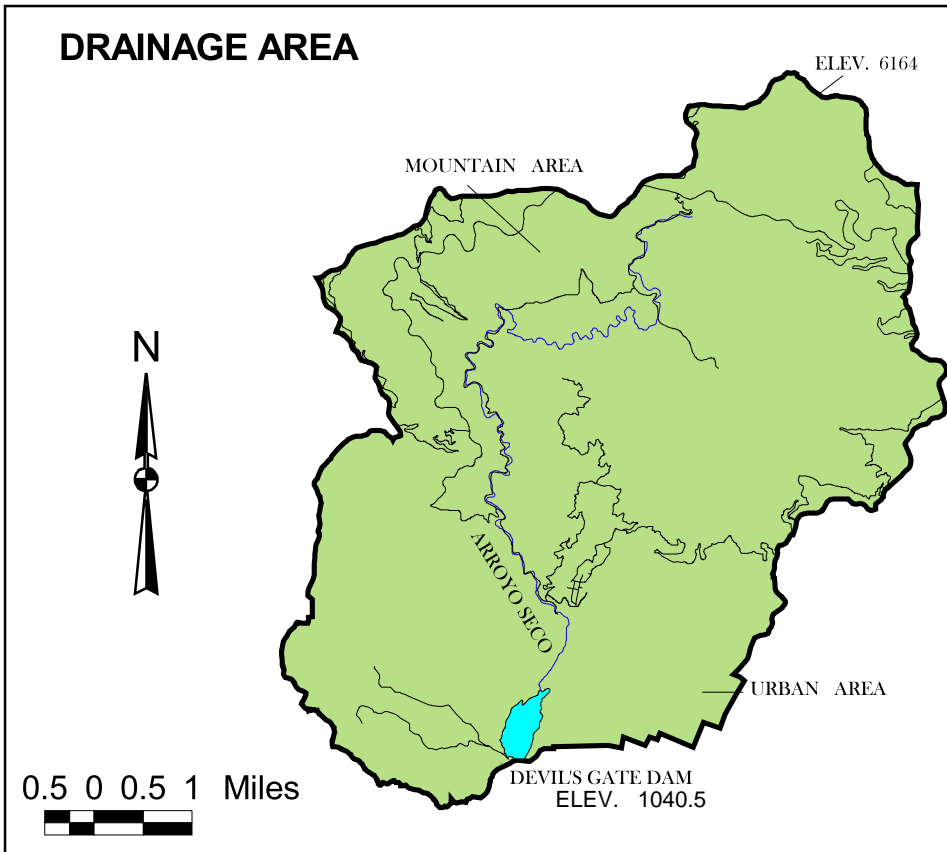 DRAINAGE AREA
ELEV. 6164
MOUNTAIN AREA
N
ARROYO SECO
URBAN AREA
DEVIL'S GATE DAM
ELEV. 1040.5
0.5 0 0.5 1 Miles